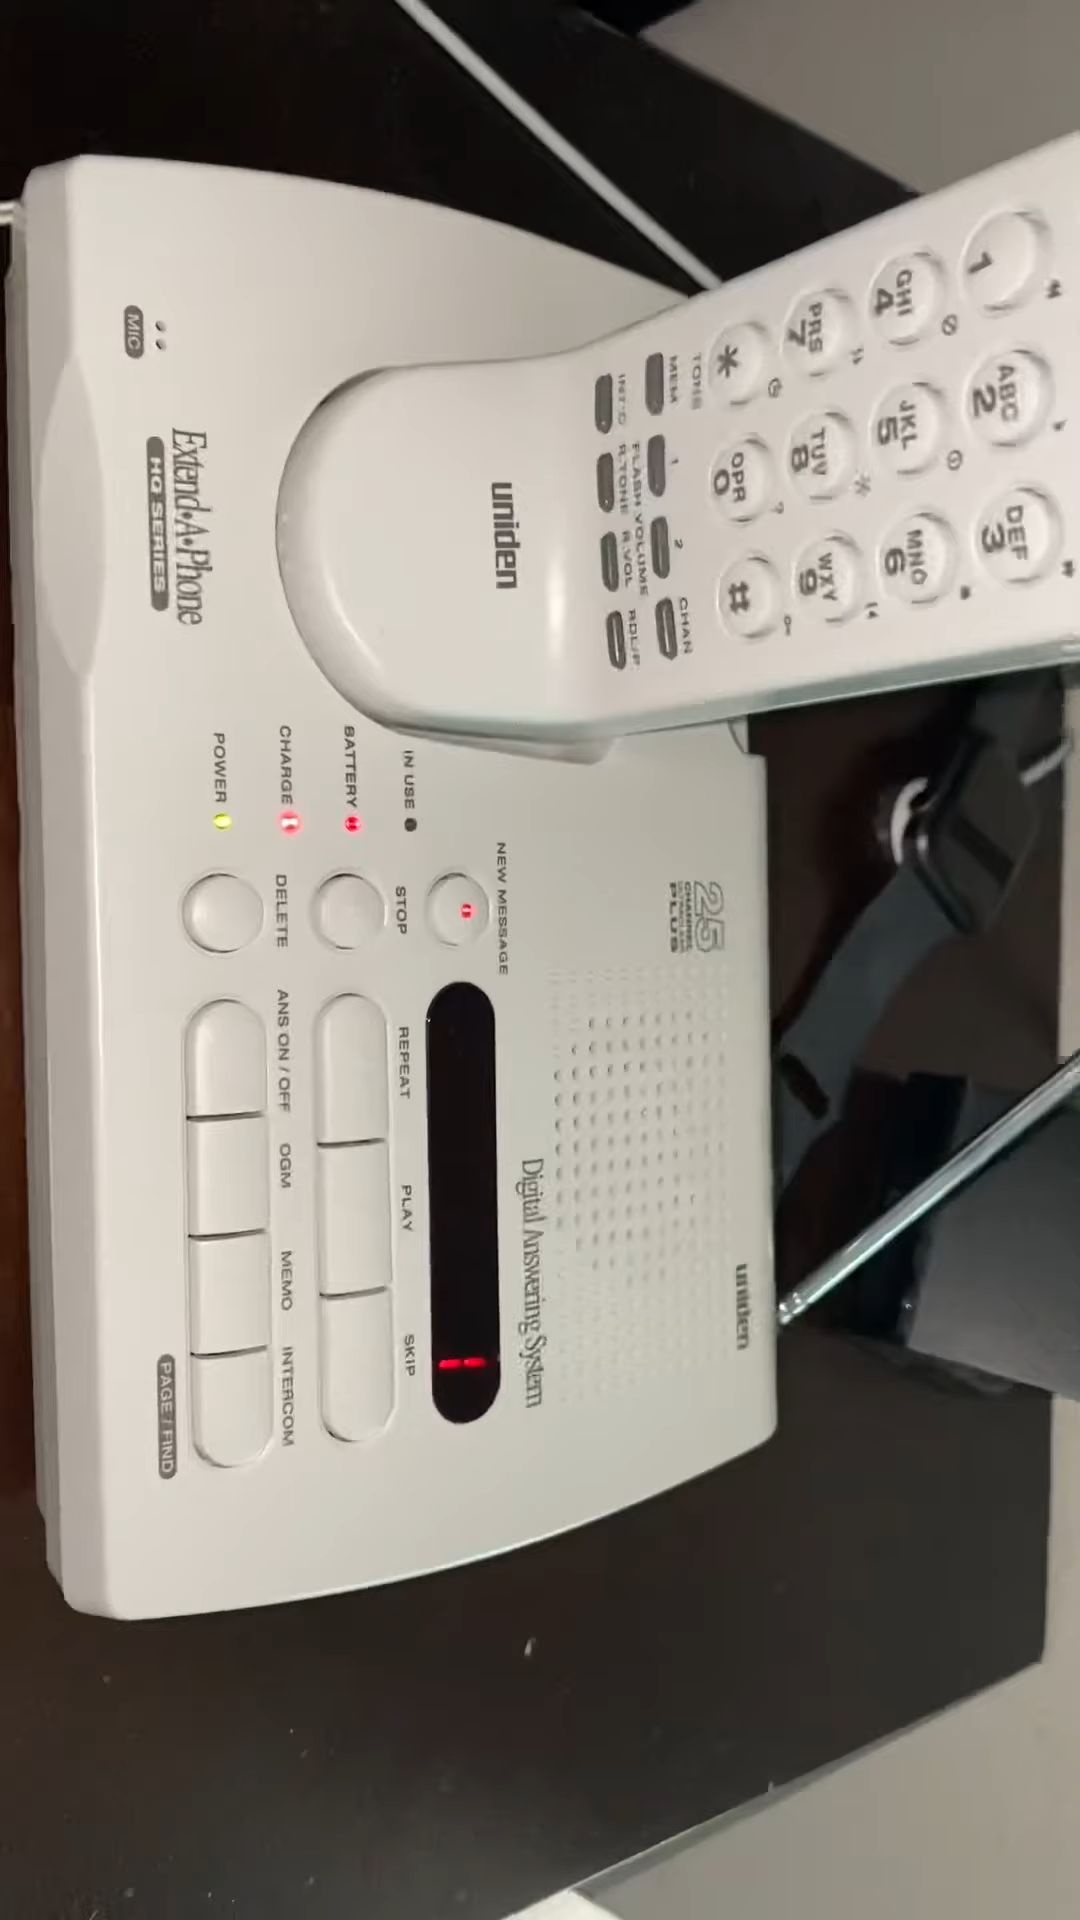 uniden
25
CHANNEL
PLUS
Digital Answering System
NEW MESSAGE
1
IN USE
STOP
REPEAT
PLAY
SKIP
BATTERY
CHARGE
DELETE
ANS ON / OFF
OGM
MEMO
INTERCOM
POWER
PAGE / FIND
1
ABC
2
DEF
3
GHI
4
JKL
5
MNO
6
PRS
7
TUV
8
WXY
9
*
OPR
0
#
TONE
MEM
1
2
CHAN
INT'C
FLASH
VOLUME
R.TONE
R.VOL
RDL/P
uniden
Extend•A•Phone
HQ SERIES
MIC